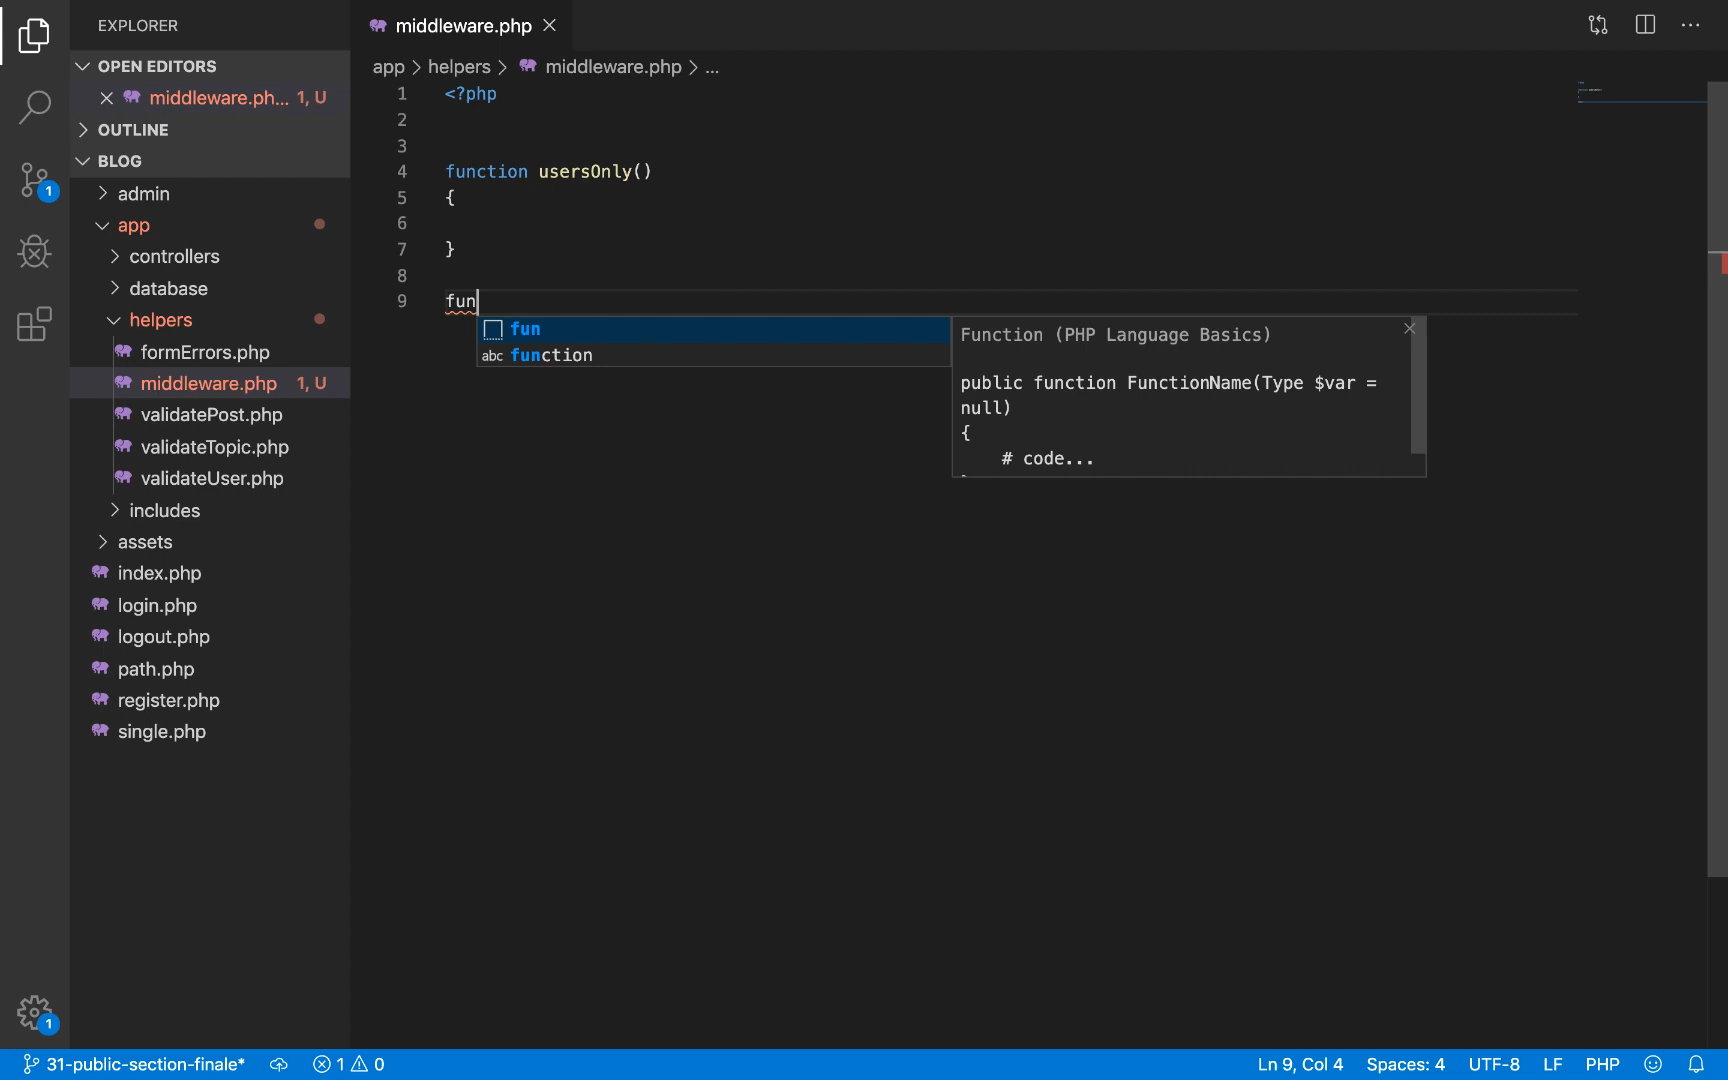 EXPLORER
OPEN EDITORS
middleware.ph... 1, U
OUTLINE
BLOG
admin
app
controllers
database
helpers
formErrors.php
middleware.php 1, U
validatePost.php
validateTopic.php
validateUser.php
includes
assets
index.php
login.php
logout.php
path.php
register.php
single.php
1
1
middleware.php
app > helpers > middleware.php > ...
1 <?php
2
3
4 function usersOnly()
5 {
6
7 }
8
9 fun
fun
abc function
Function (PHP Language Basics)
public function FunctionName(Type $var =
null)
{
# code...
31-public-section-finale* 1 0 Ln 9, Col 4 Spaces: 4 UTF-8 LF PHP